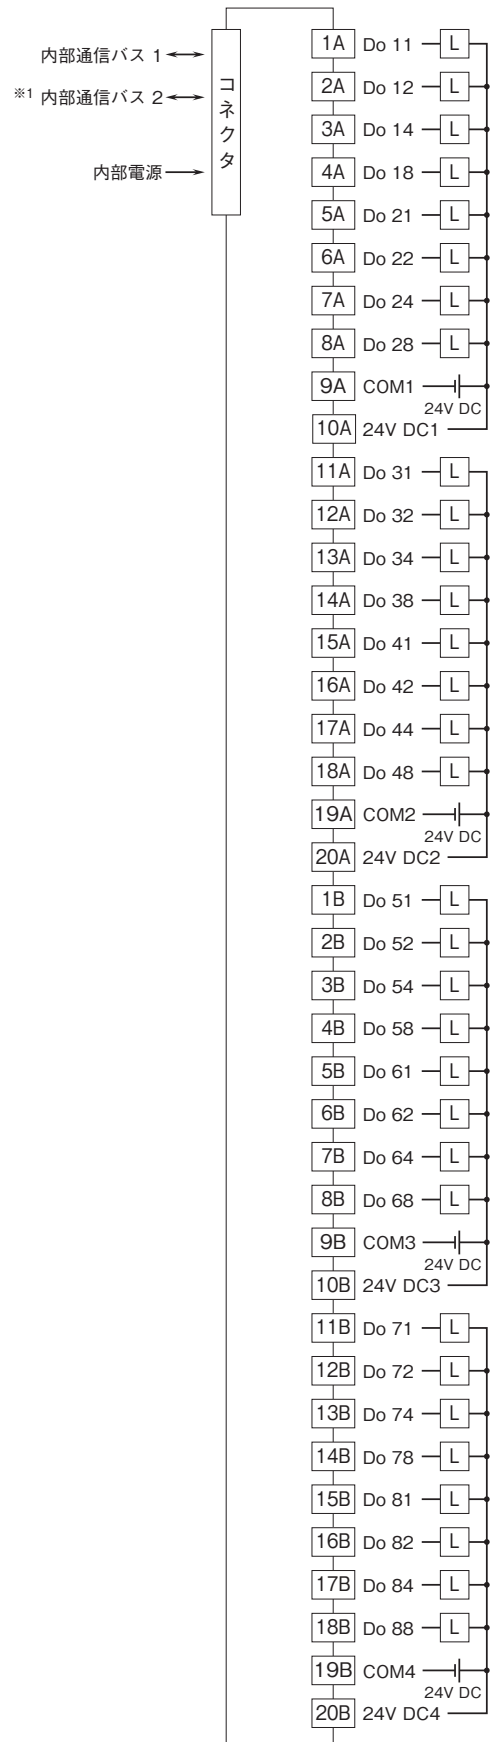 内部通信バス 1
※1 内部通信バス 2
内部電源
コネクタ
1A Do 11 L
2A Do 12 L
3A Do 14 L
4A Do 18 L
5A Do 21 L
6A Do 22 L
7A Do 24 L
8A Do 28 L
9A COM1
24V DC
10A 24V DC1
11A Do 31 L
12A Do 32 L
13A Do 34 L
14A Do 38 L
15A Do 41 L
16A Do 42 L
17A Do 44 L
18A Do 48 L
19A COM2
24V DC
20A 24V DC2
1B Do 51 L
2B Do 52 L
3B Do 54 L
4B Do 58 L
5B Do 61 L
6B Do 62 L
7B Do 64 L
8B Do 68 L
9B COM3
24V DC
10B 24V DC3
11B Do 71 L
12B Do 72 L
13B Do 74 L
14B Do 78 L
15B Do 81 L
16B Do 82 L
17B Do 84 L
18B Do 88 L
19B COM4
24V DC
20B 24V DC4